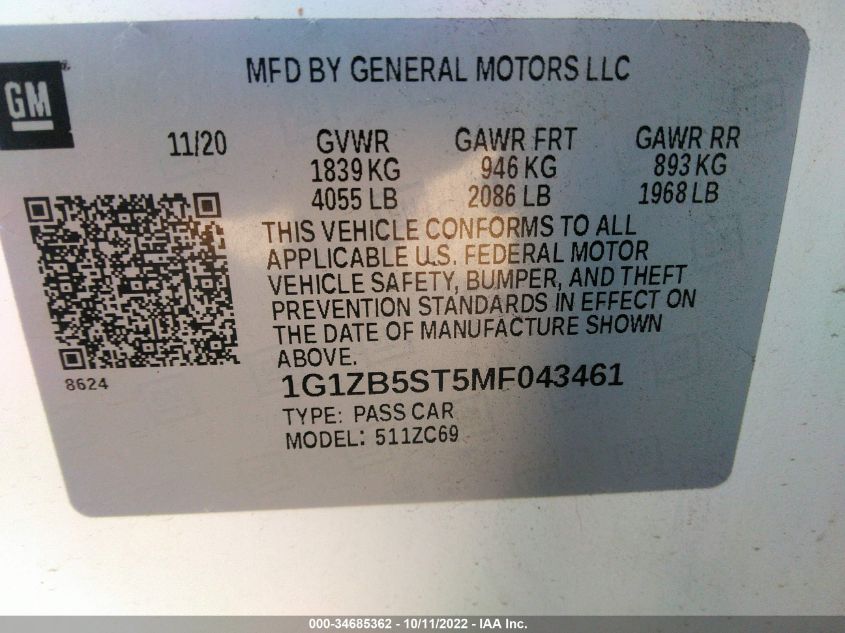 MFD BY GENERAL MOTORS LLC
GM
11/20 GVWR GAWR FRT GAWR RR
1839 KG 946 KG 893 KG
4055 LB 2086 LB 1968 LB
THIS VEHICLE CONFORMS TO ALL
APPLICABLE U.S. FEDERAL MOTOR
VEHICLE SAFETY, BUMPER, AND THEFT
PREVENTION STANDARDS IN EFFECT ON
THE DATE OF MANUFACTURE SHOWN
ABOVE.
8624
1G1ZB5ST5MF043461
TYPE: PASS CAR
MODEL: 511ZC69
000-34685362 - 10/11/2022 - IAA Inc.